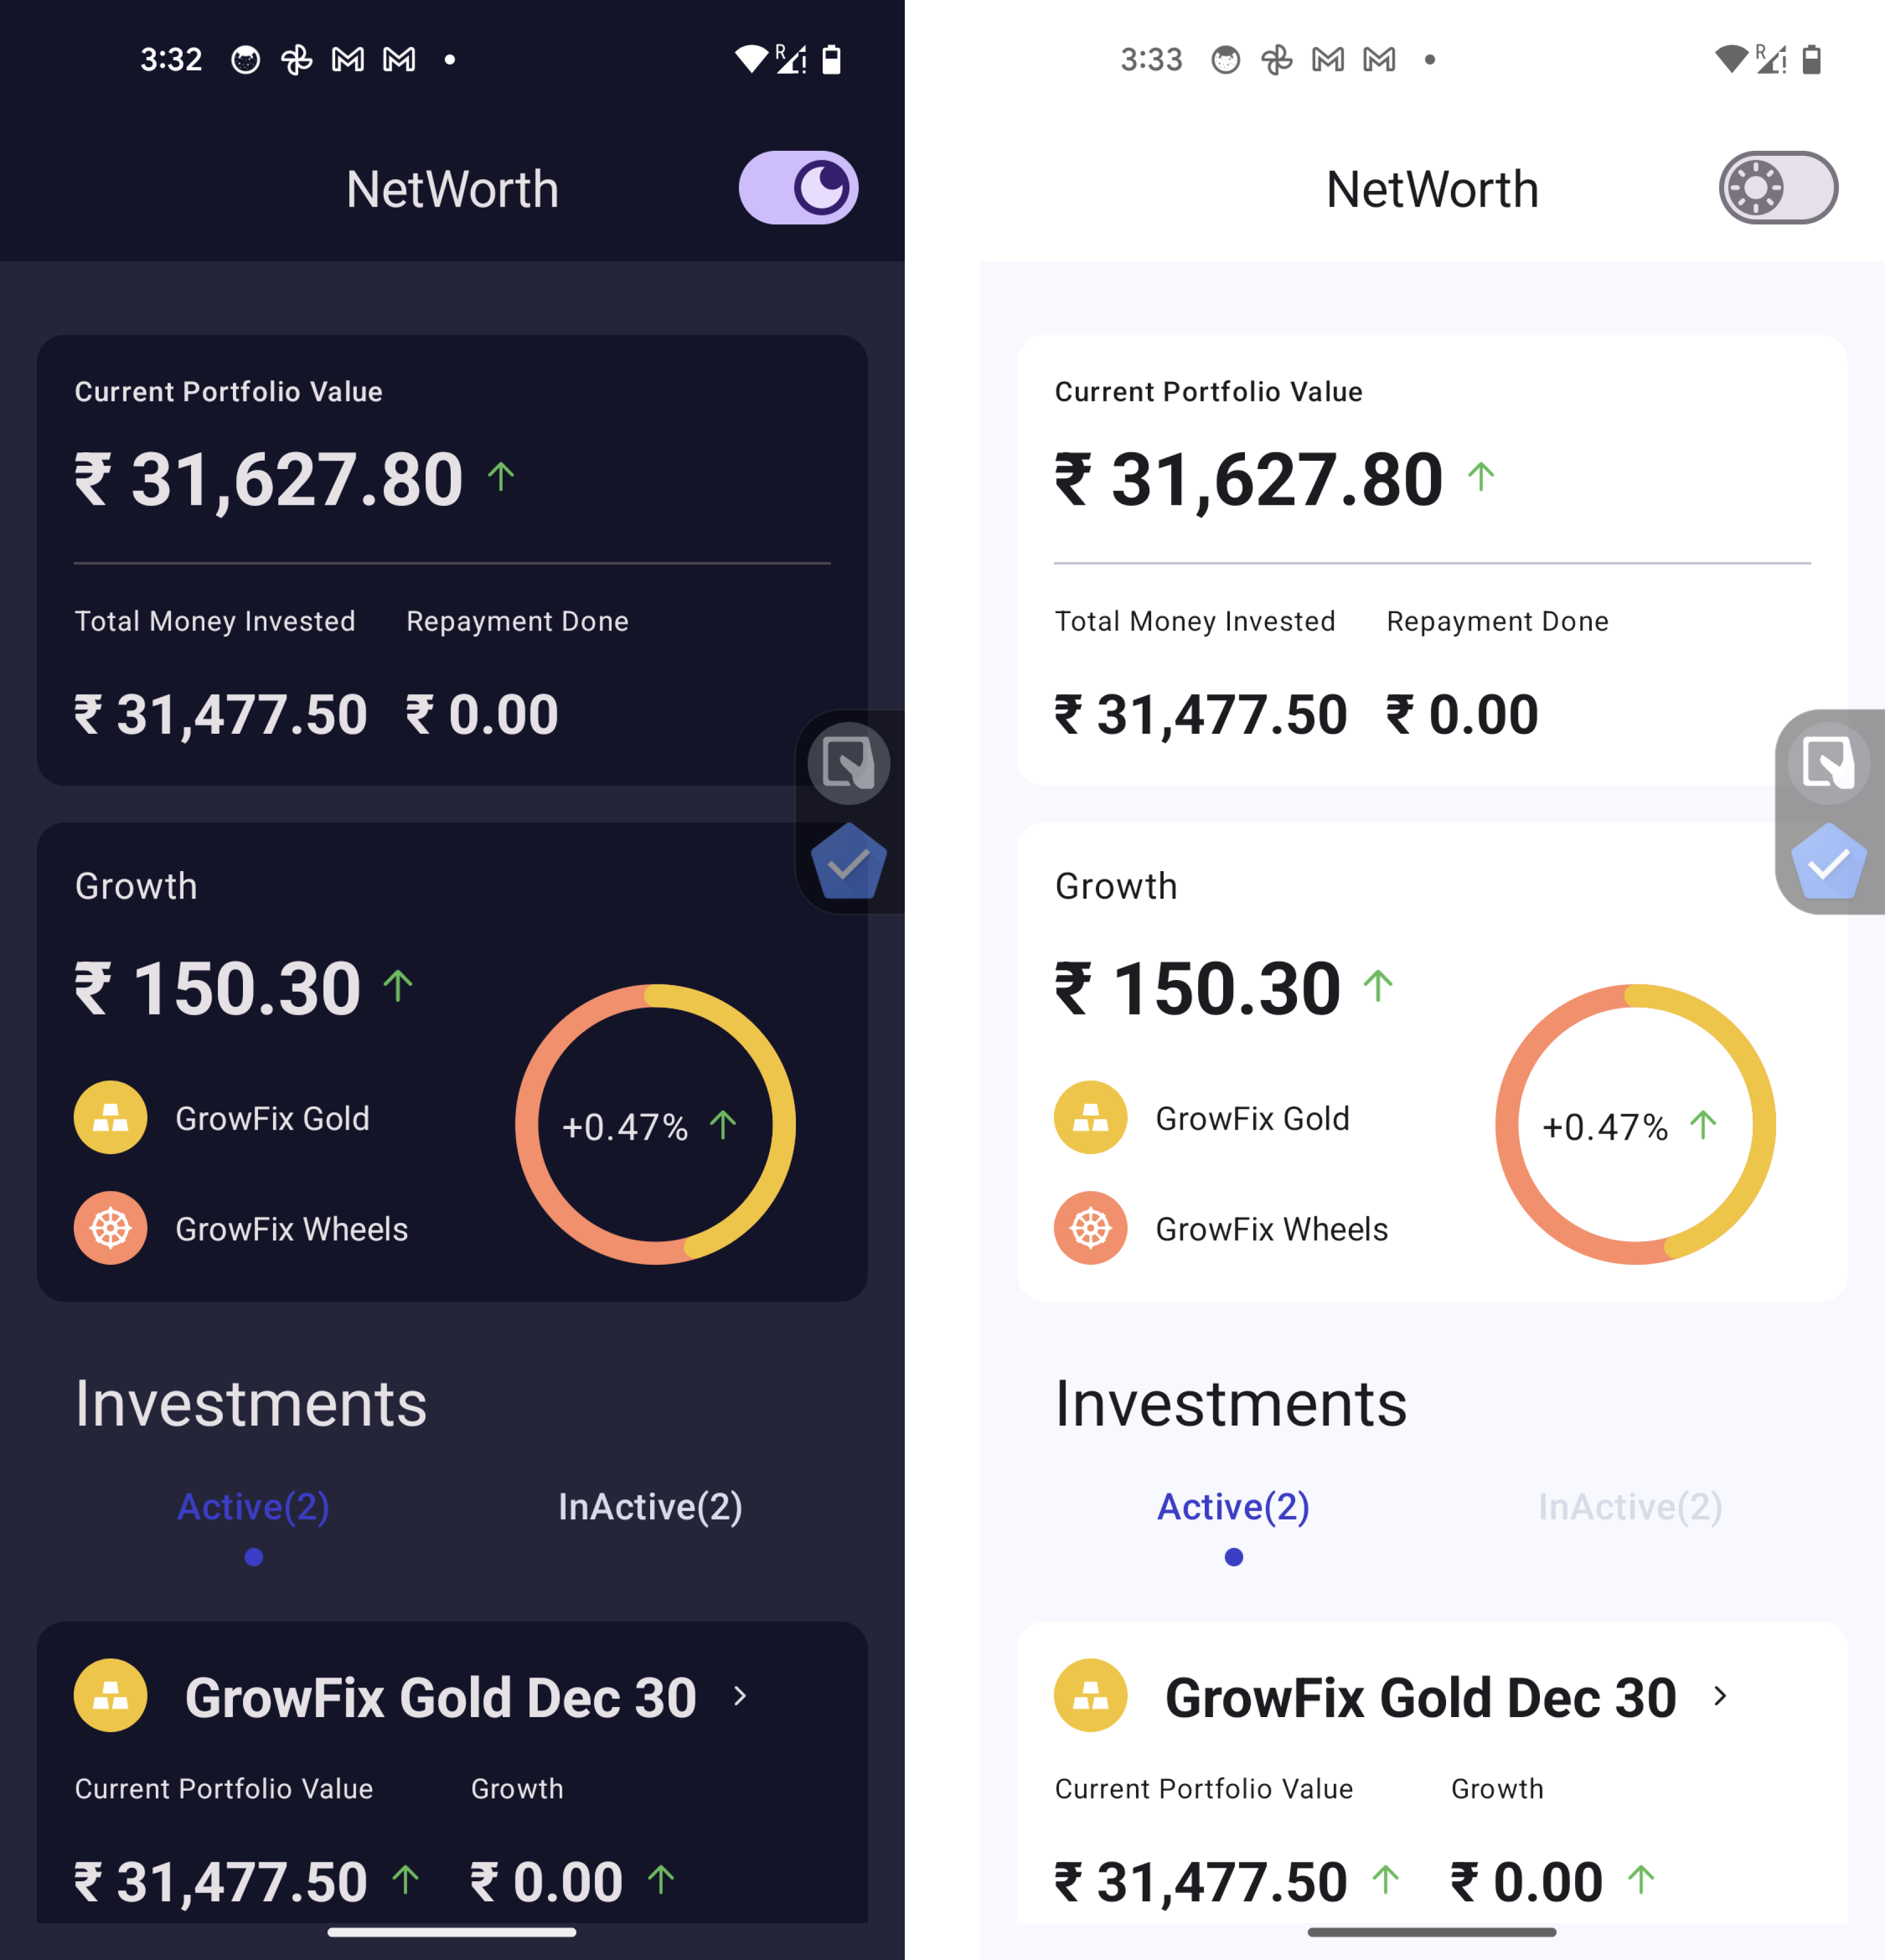 3:32
R
NetWorth
Current Portfolio Value
₹ 31,627.80
Total Money Invested Repayment Done
₹ 31,477.50 ₹ 0.00
Growth
₹ 150.30
GrowFix Gold
+0.47%
GrowFix Wheels
Investments
Active(2) InActive(2)
GrowFix Gold Dec 30
Current Portfolio Value Growth
₹ 31,477.50 ₹ 0.00
3:33
R
NetWorth
Current Portfolio Value
₹ 31,627.80
Total Money Invested Repayment Done
₹ 31,477.50 ₹ 0.00
Growth
₹ 150.30
GrowFix Gold
+0.47%
GrowFix Wheels
Investments
Active(2) InActive(2)
GrowFix Gold Dec 30
Current Portfolio Value Growth
₹ 31,477.50 ₹ 0.00